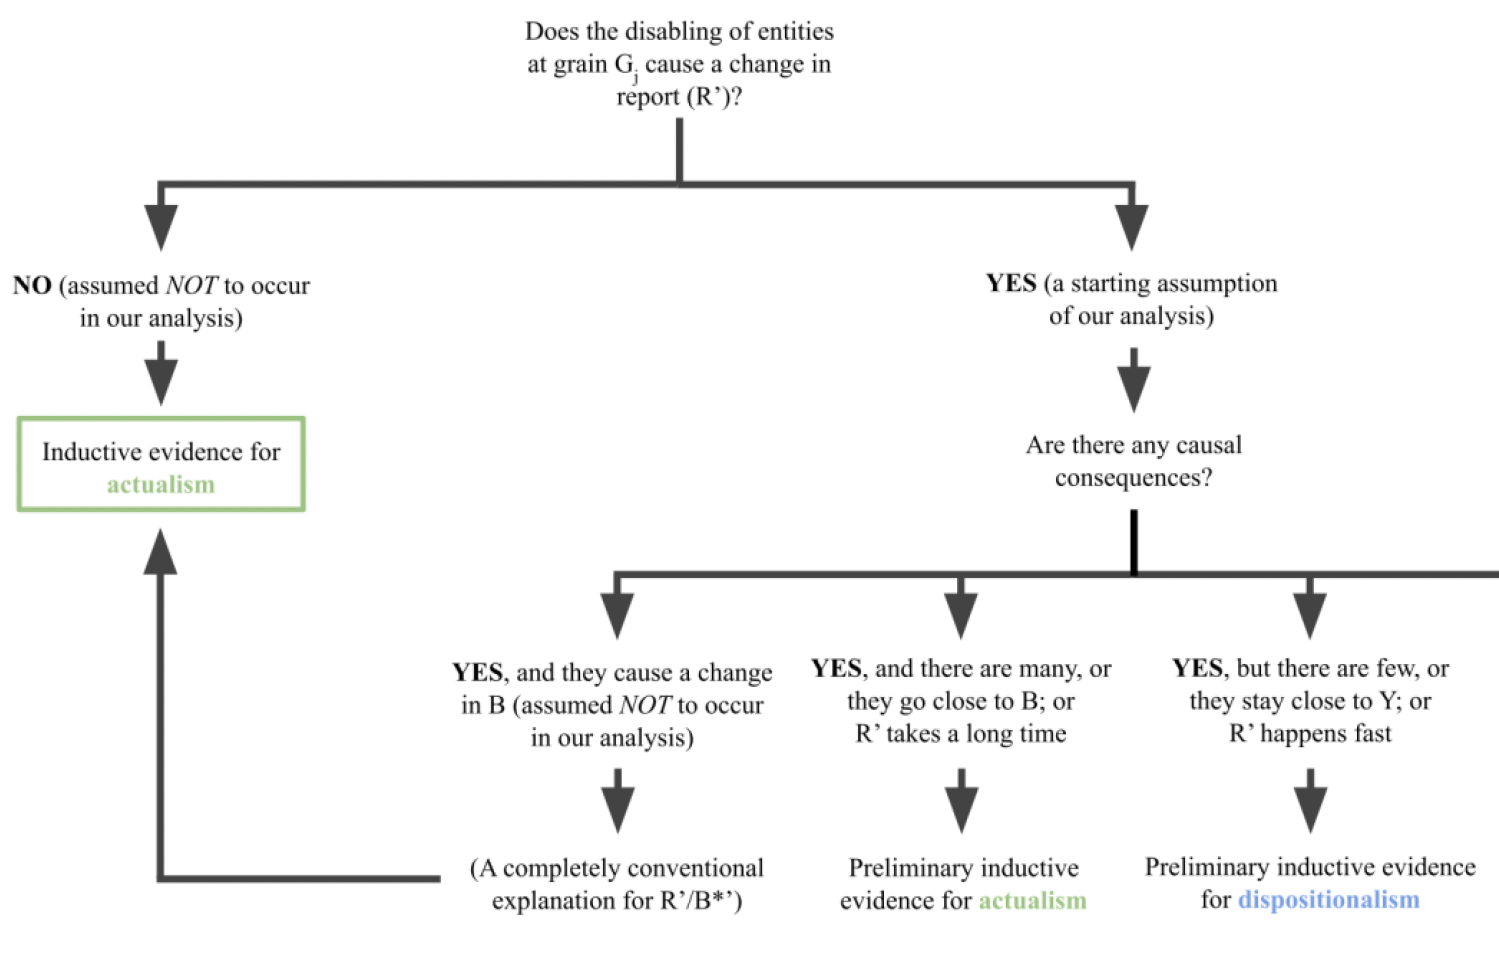 Does the disabling of entities
at grain Gj cause a change in
report (R’)?
NO (assumed NOT to occur
in our analysis)
YES (a starting assumption
of our analysis)
Inductive evidence for
actualism
Are there any causal
consequences?
YES, and they cause a change
in B (assumed NOT to occur
in our analysis)
YES, and there are many, or
they go close to B; or
R’ takes a long time
YES, but there are few, or
they stay close to Y; or
R’ happens fast
(A completely conventional
explanation for R’/B*’)
Preliminary inductive
evidence for actualism
Preliminary inductive evidence
for dispositionalism